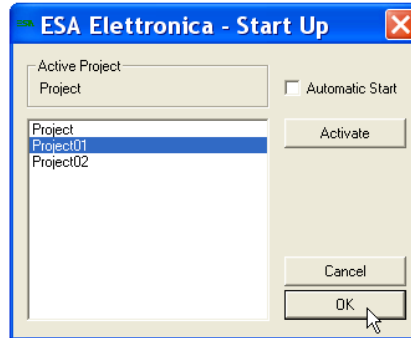 ESA Elettronica - Start Up
Active Project
Project
Automatic Start
Project
Project01
Project02
Activate
Cancel
OK